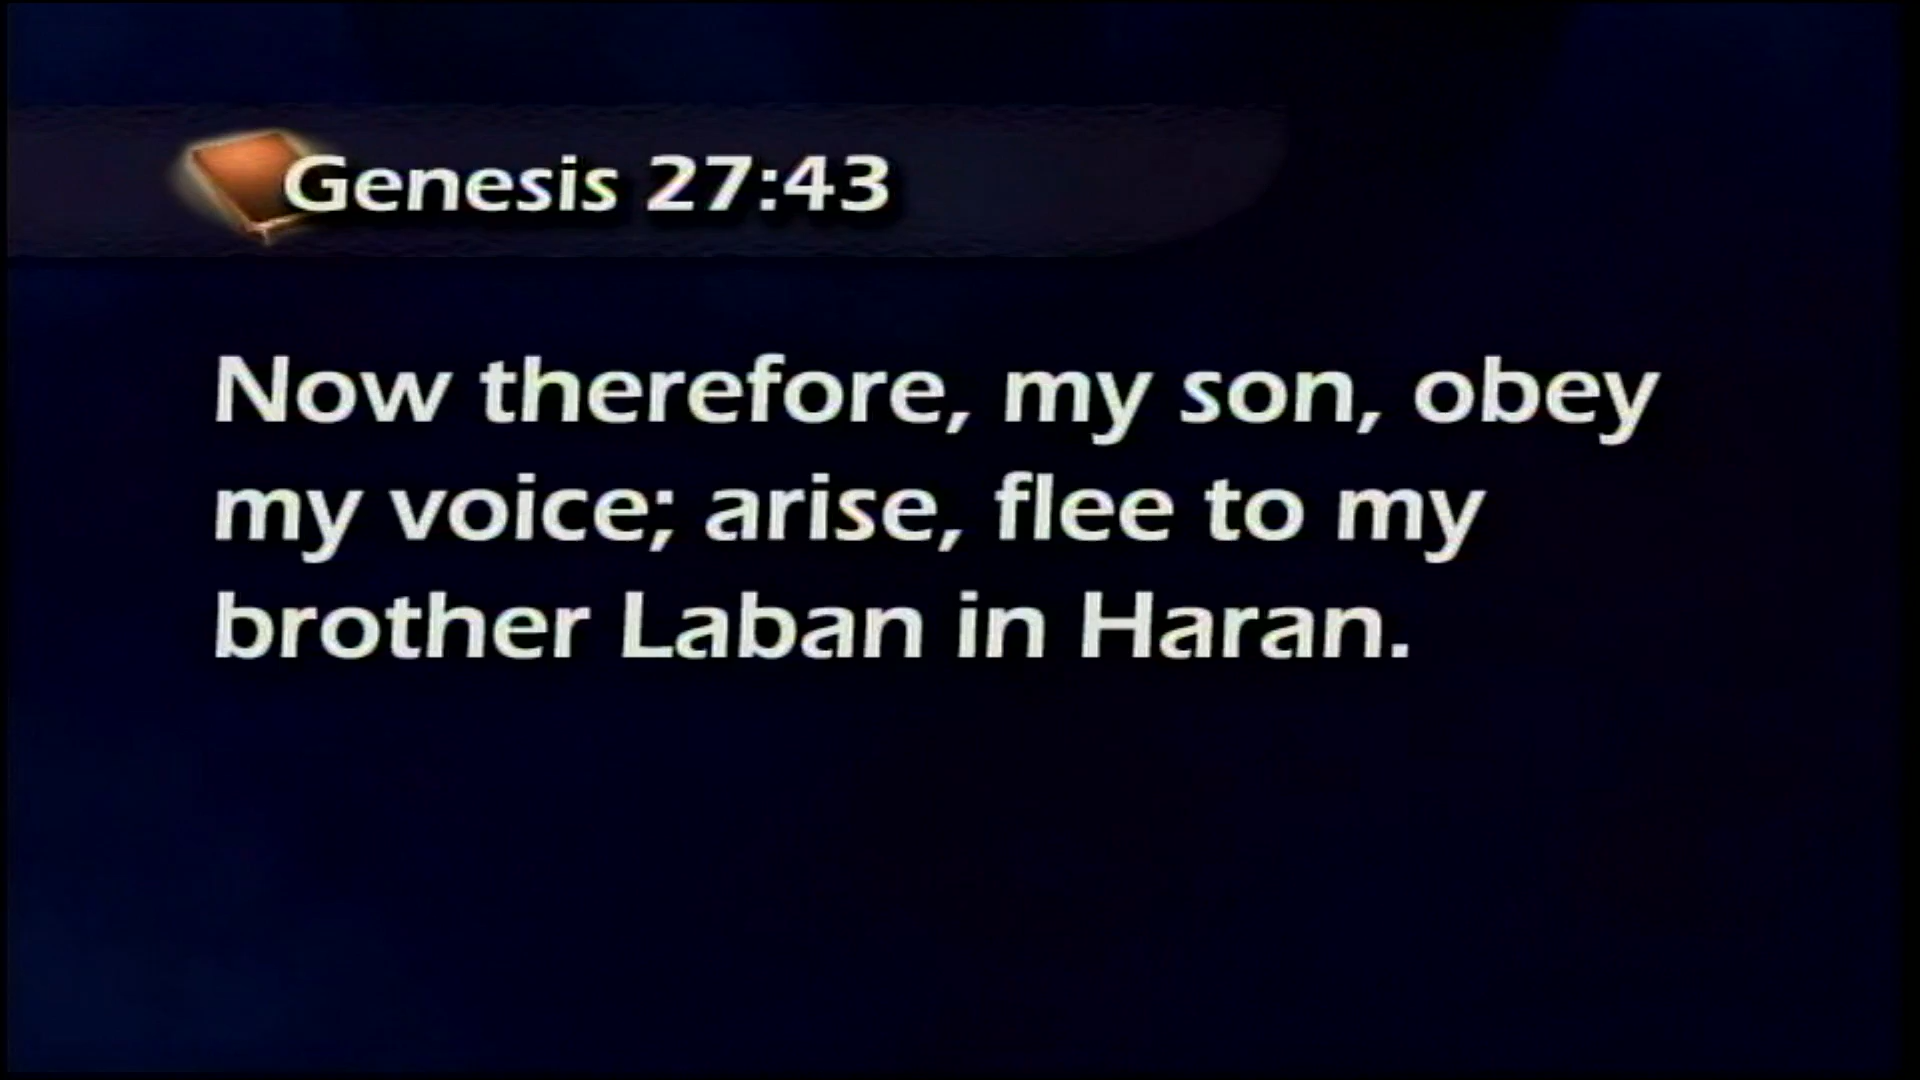 Genesis 27:43
Now therefore, my son, obey
my voice; arise, flee to my
brother Laban in Haran.